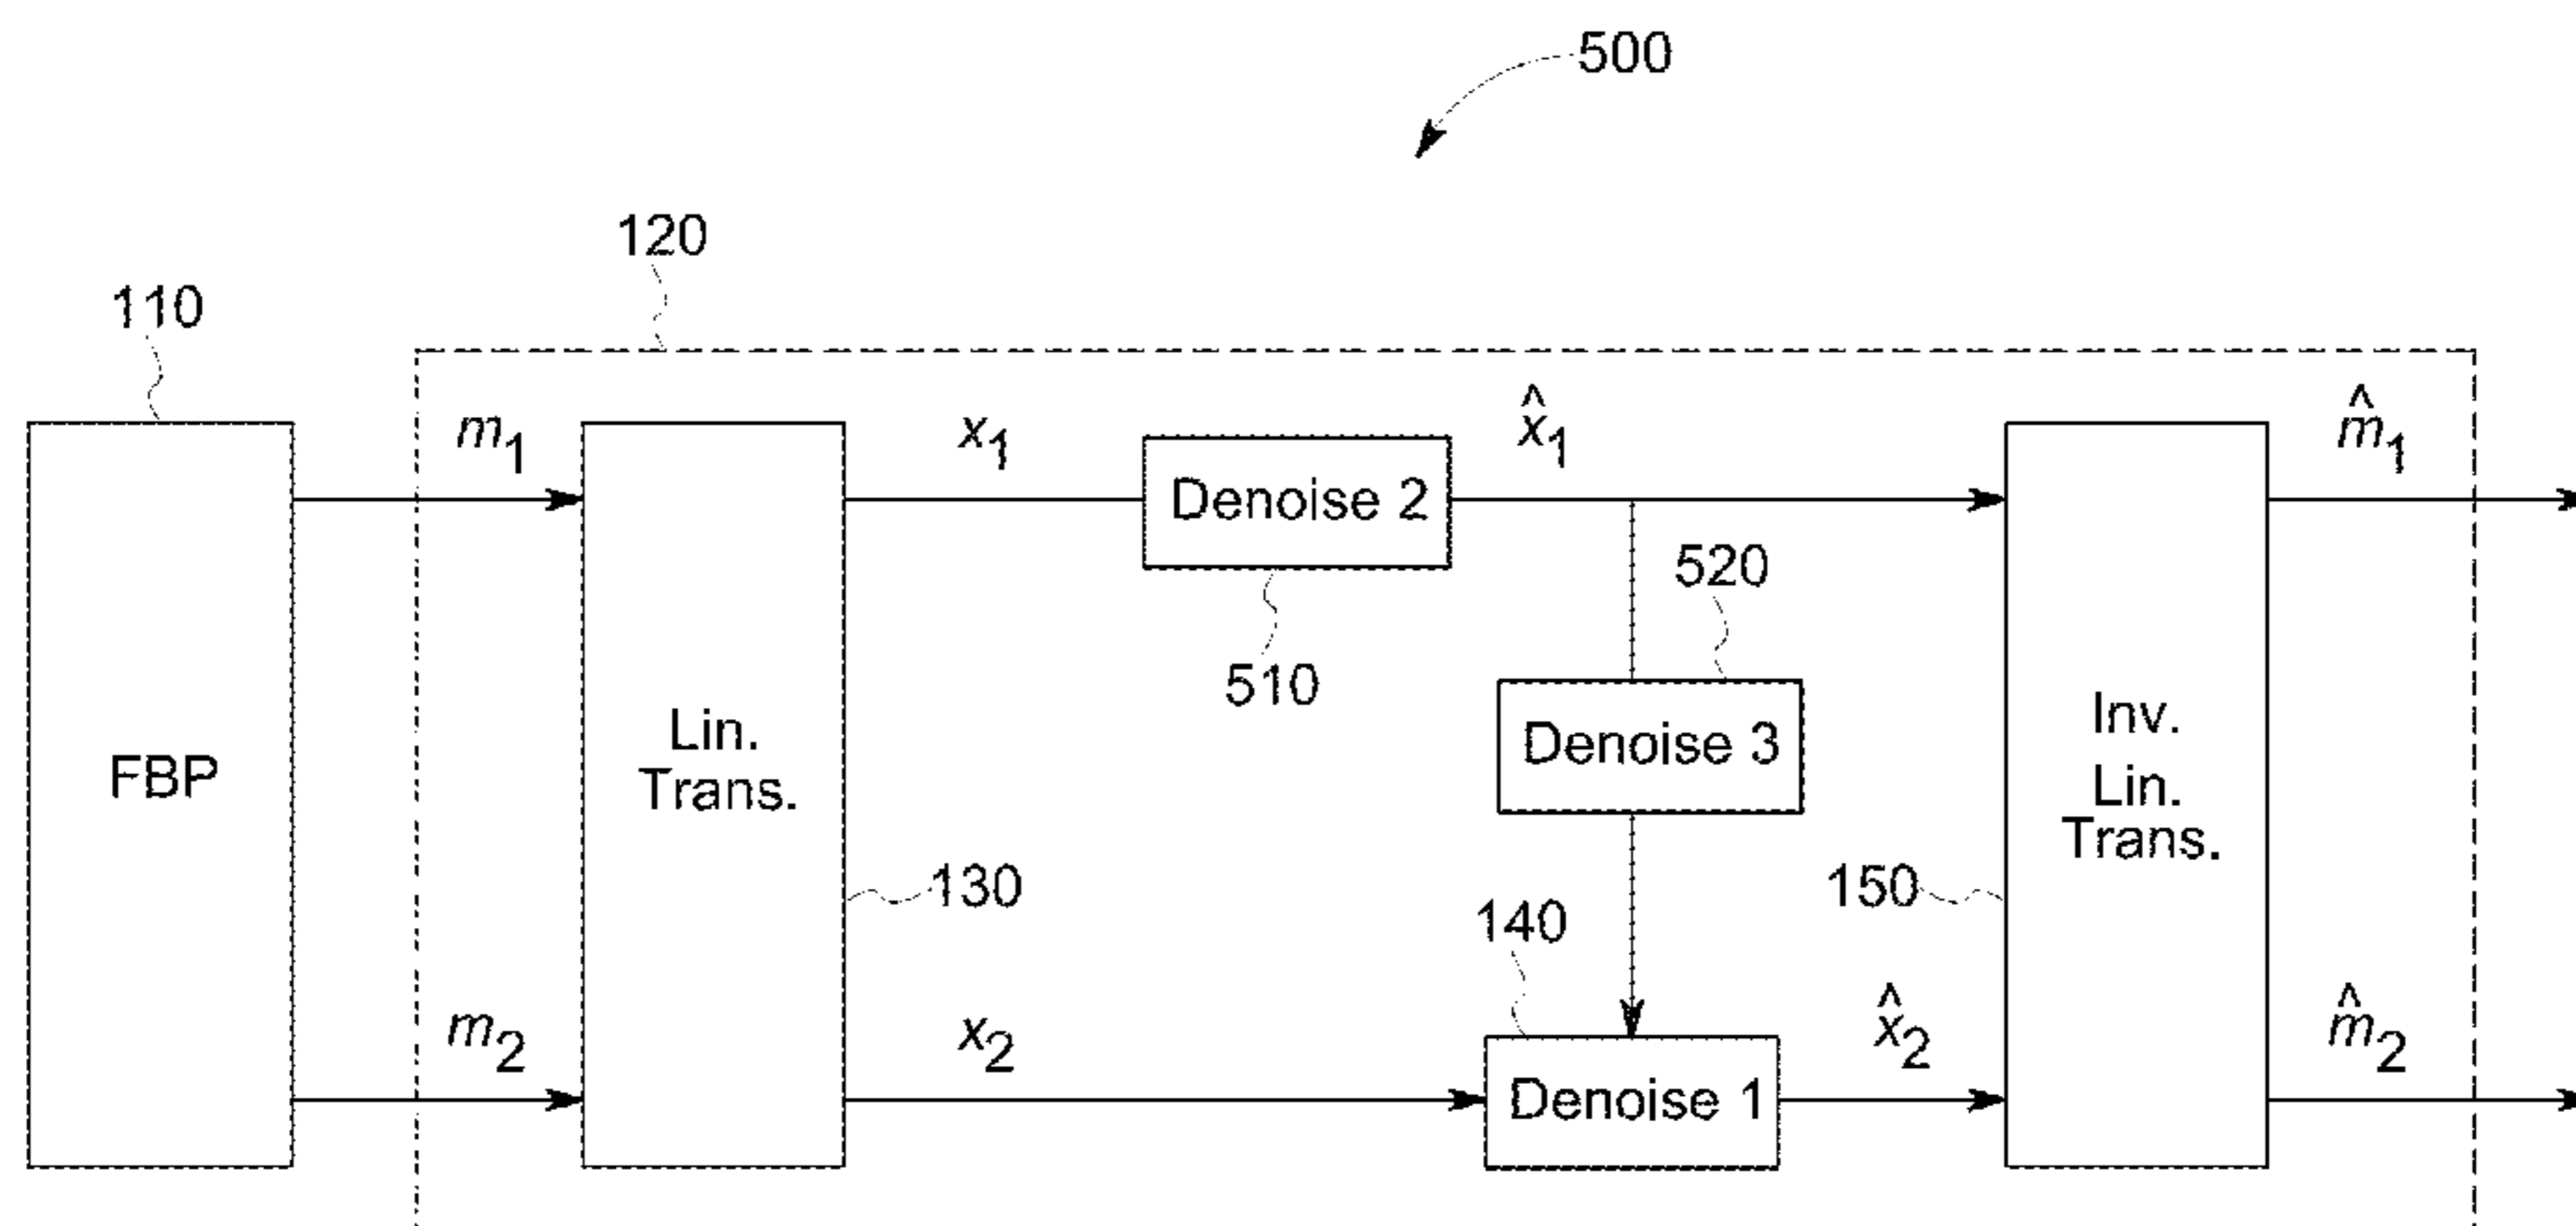 500
120
110
m1
x1
x̂1
m̂1
Denoise 2
520
510
Lin.
Trans.
Inv.
Lin.
Trans.
FBP
Denoise 3
130
150
140
m2
x2
x̂2
m̂2
Denoise 1